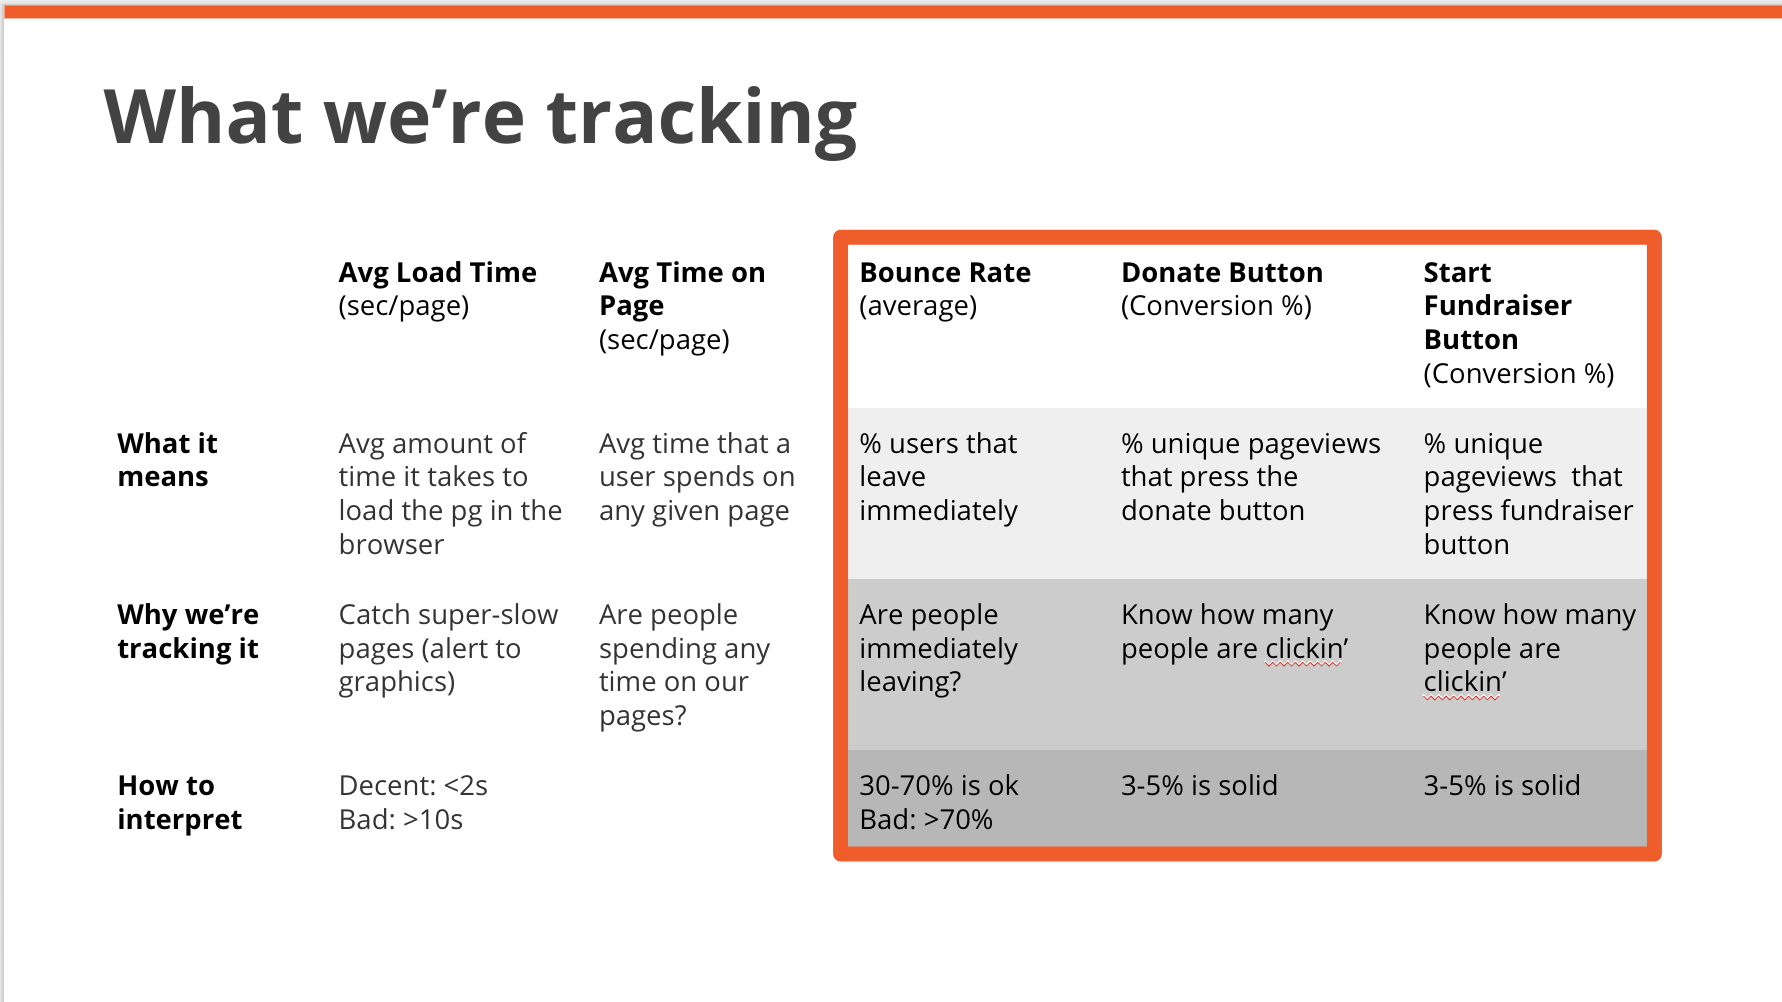 What we’re tracking
Avg Load Time
(sec/page)
Avg Time on
Page
(sec/page)
Bounce Rate
(average)
Donate Button
(Conversion %)
Start
Fundraiser
Button
(Conversion %)
What it
means
Avg amount of
time it takes to
load the pg in the
browser
Avg time that a
user spends on
any given page
% users that
leave
immediately
% unique pageviews
that press the
donate button
% unique
pageviews  that
press fundraiser
button
Why we’re
tracking it
Catch super-slow
pages (alert to
graphics)
Are people
spending any
time on our
pages?
Are people
immediately
leaving?
Know how many
people are clickin’
Know how many
people are
clickin’
How to
interpret
Decent: <2s
Bad: >10s
30-70% is ok
Bad: >70%
3-5% is solid
3-5% is solid